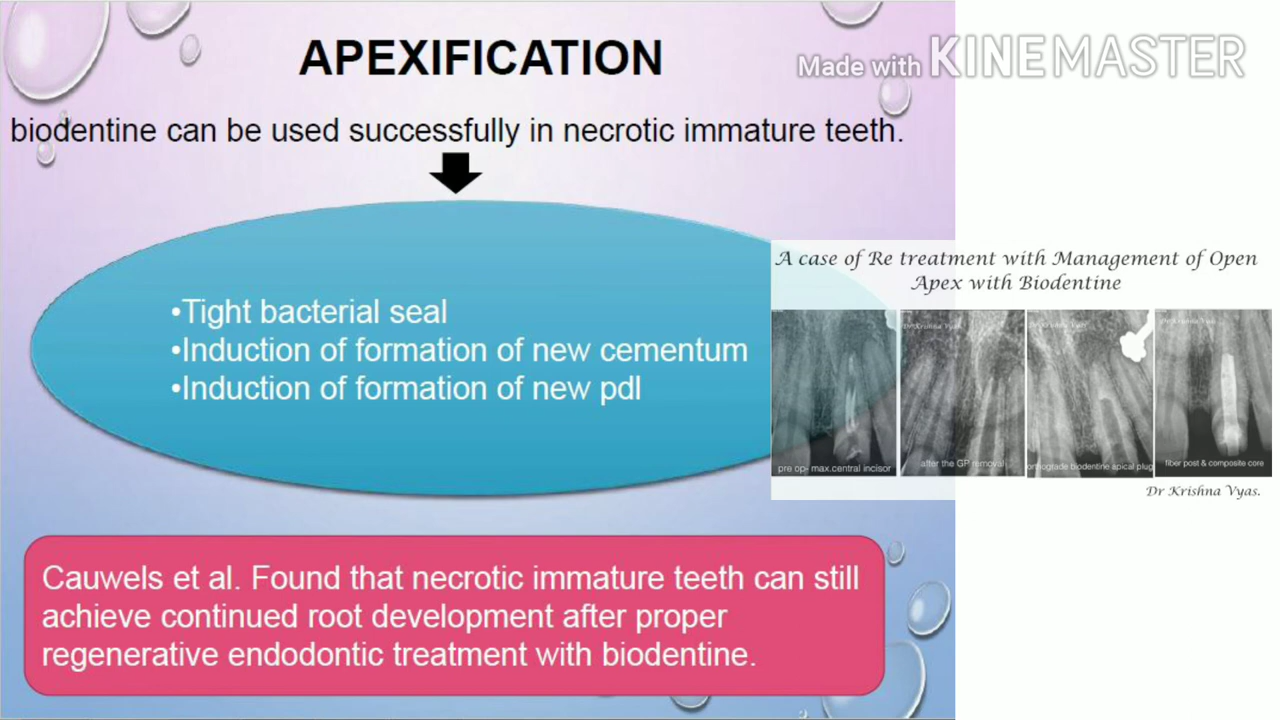 APEXIFICATION
Made with KINEMASTER
biodentine can be used successfully in necrotic immature teeth.
•Tight bacterial seal
•Induction of formation of new cementum
•Induction of formation of new pdl
A case of Re treatment with Management of Open
Apex with Biodentine
Dr Krishna Vyas
pre op- max.central incisor
after the GP removal
orthograde biodentine apical plug
fiber post & composite core
Dr Krishna Vyas.
Cauwels et al. Found that necrotic immature teeth can still
achieve continued root development after proper
regenerative endodontic treatment with biodentine.